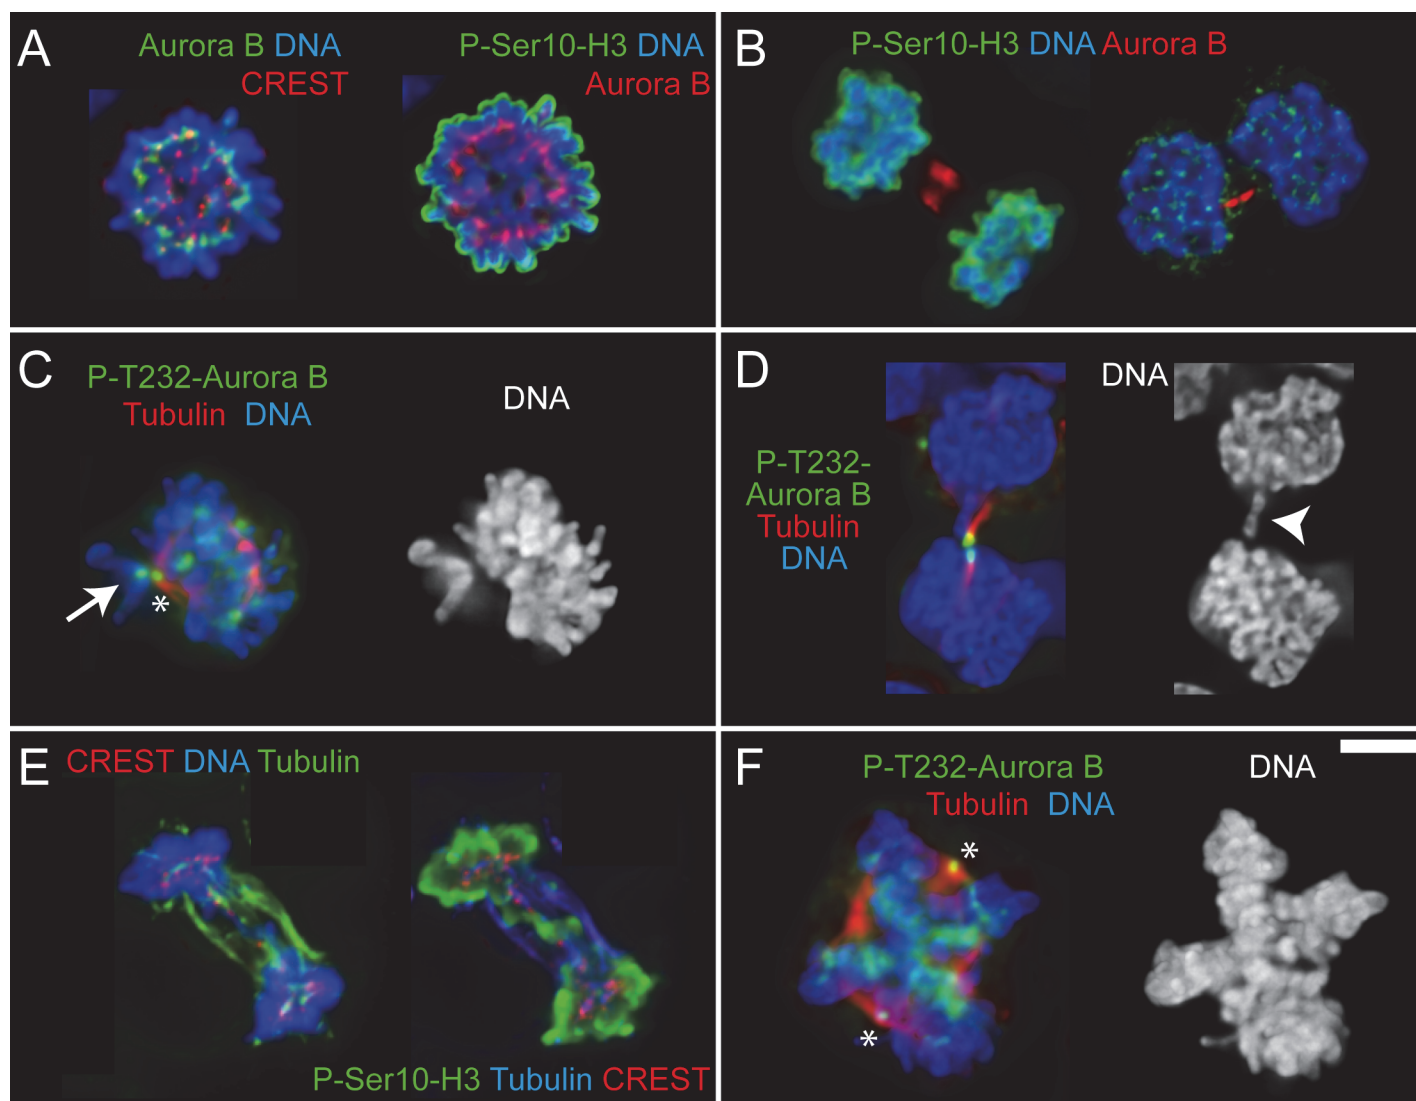 A
Aurora B DNA
CREST
P-Ser10-H3 DNA
Aurora B
B
P-Ser10-H3 DNA Aurora B
C
P-T232-Aurora B
Tubulin DNA
DNA
*
D
DNA
P-T232-
Aurora B
Tubulin
DNA
E
CREST DNA Tubulin
P-Ser10-H3 Tubulin CREST
F
P-T232-Aurora B
Tubulin DNA
DNA
*
*